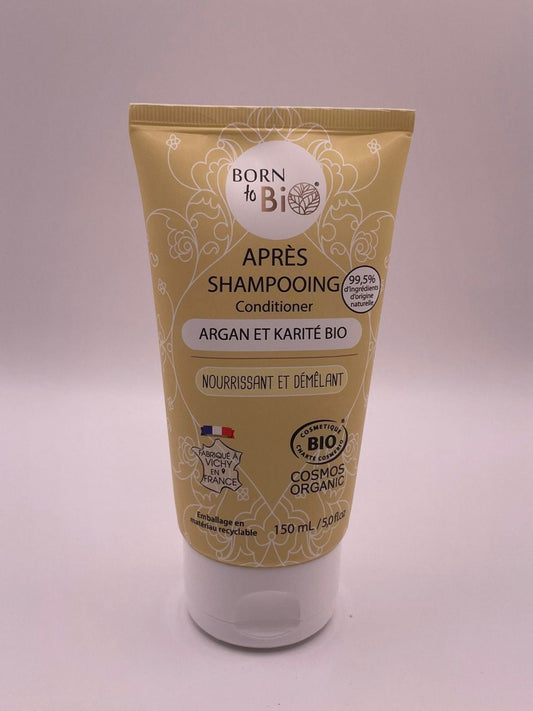 BORN
to Bio®
APRÈS
SHAMPOOING
Conditioner
99,5%
d'ingrédients
d'origine
naturelle
ARGAN ET KARITÉ BIO
NOURRISSANT ET DÉMÊLANT
FABRIQUÉ À
VICHY
EN
FRANCE
COSMETIQUE
BIO
CHARTE COSMEBIO
COSMOS
ORGANIC
Emballage en
matériau recyclable
150 mL / 5,0 fl.oz